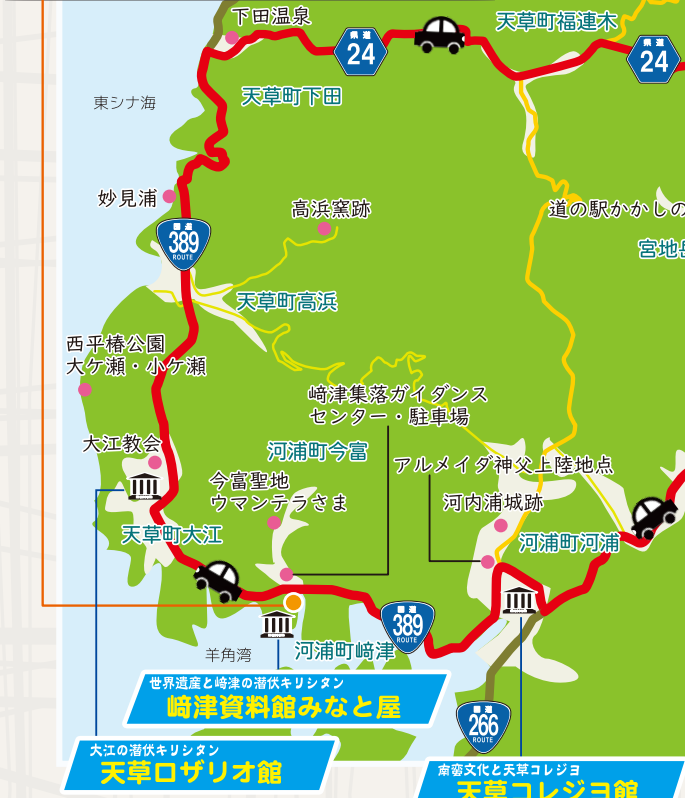 下田温泉
県道
24
天草町福連木
県道
24
天草町下田
東シナ海
妙見浦
高浜窯跡
道の駅かかしの
国道
389
ROUTE
宮地岳
天草町高浜
西平椿公園
大ケ瀬・小ケ瀬
﨑津集落ガイダンス
センター・駐車場
大江教会
河浦町今富
アルメイダ神父上陸地点
今富聖地
ウマンテラさま
河内浦城跡
天草町大江
河浦町河浦
国道
389
ROUTE
羊角湾
河浦町﨑津
世界遺産と﨑津の潜伏キリシタン
﨑津資料館みなと屋
国道
266
ROUTE
大江の潜伏キリシタン
天草ロザリオ館
南蛮文化と天草コレジヨ
天草コレジヨ館